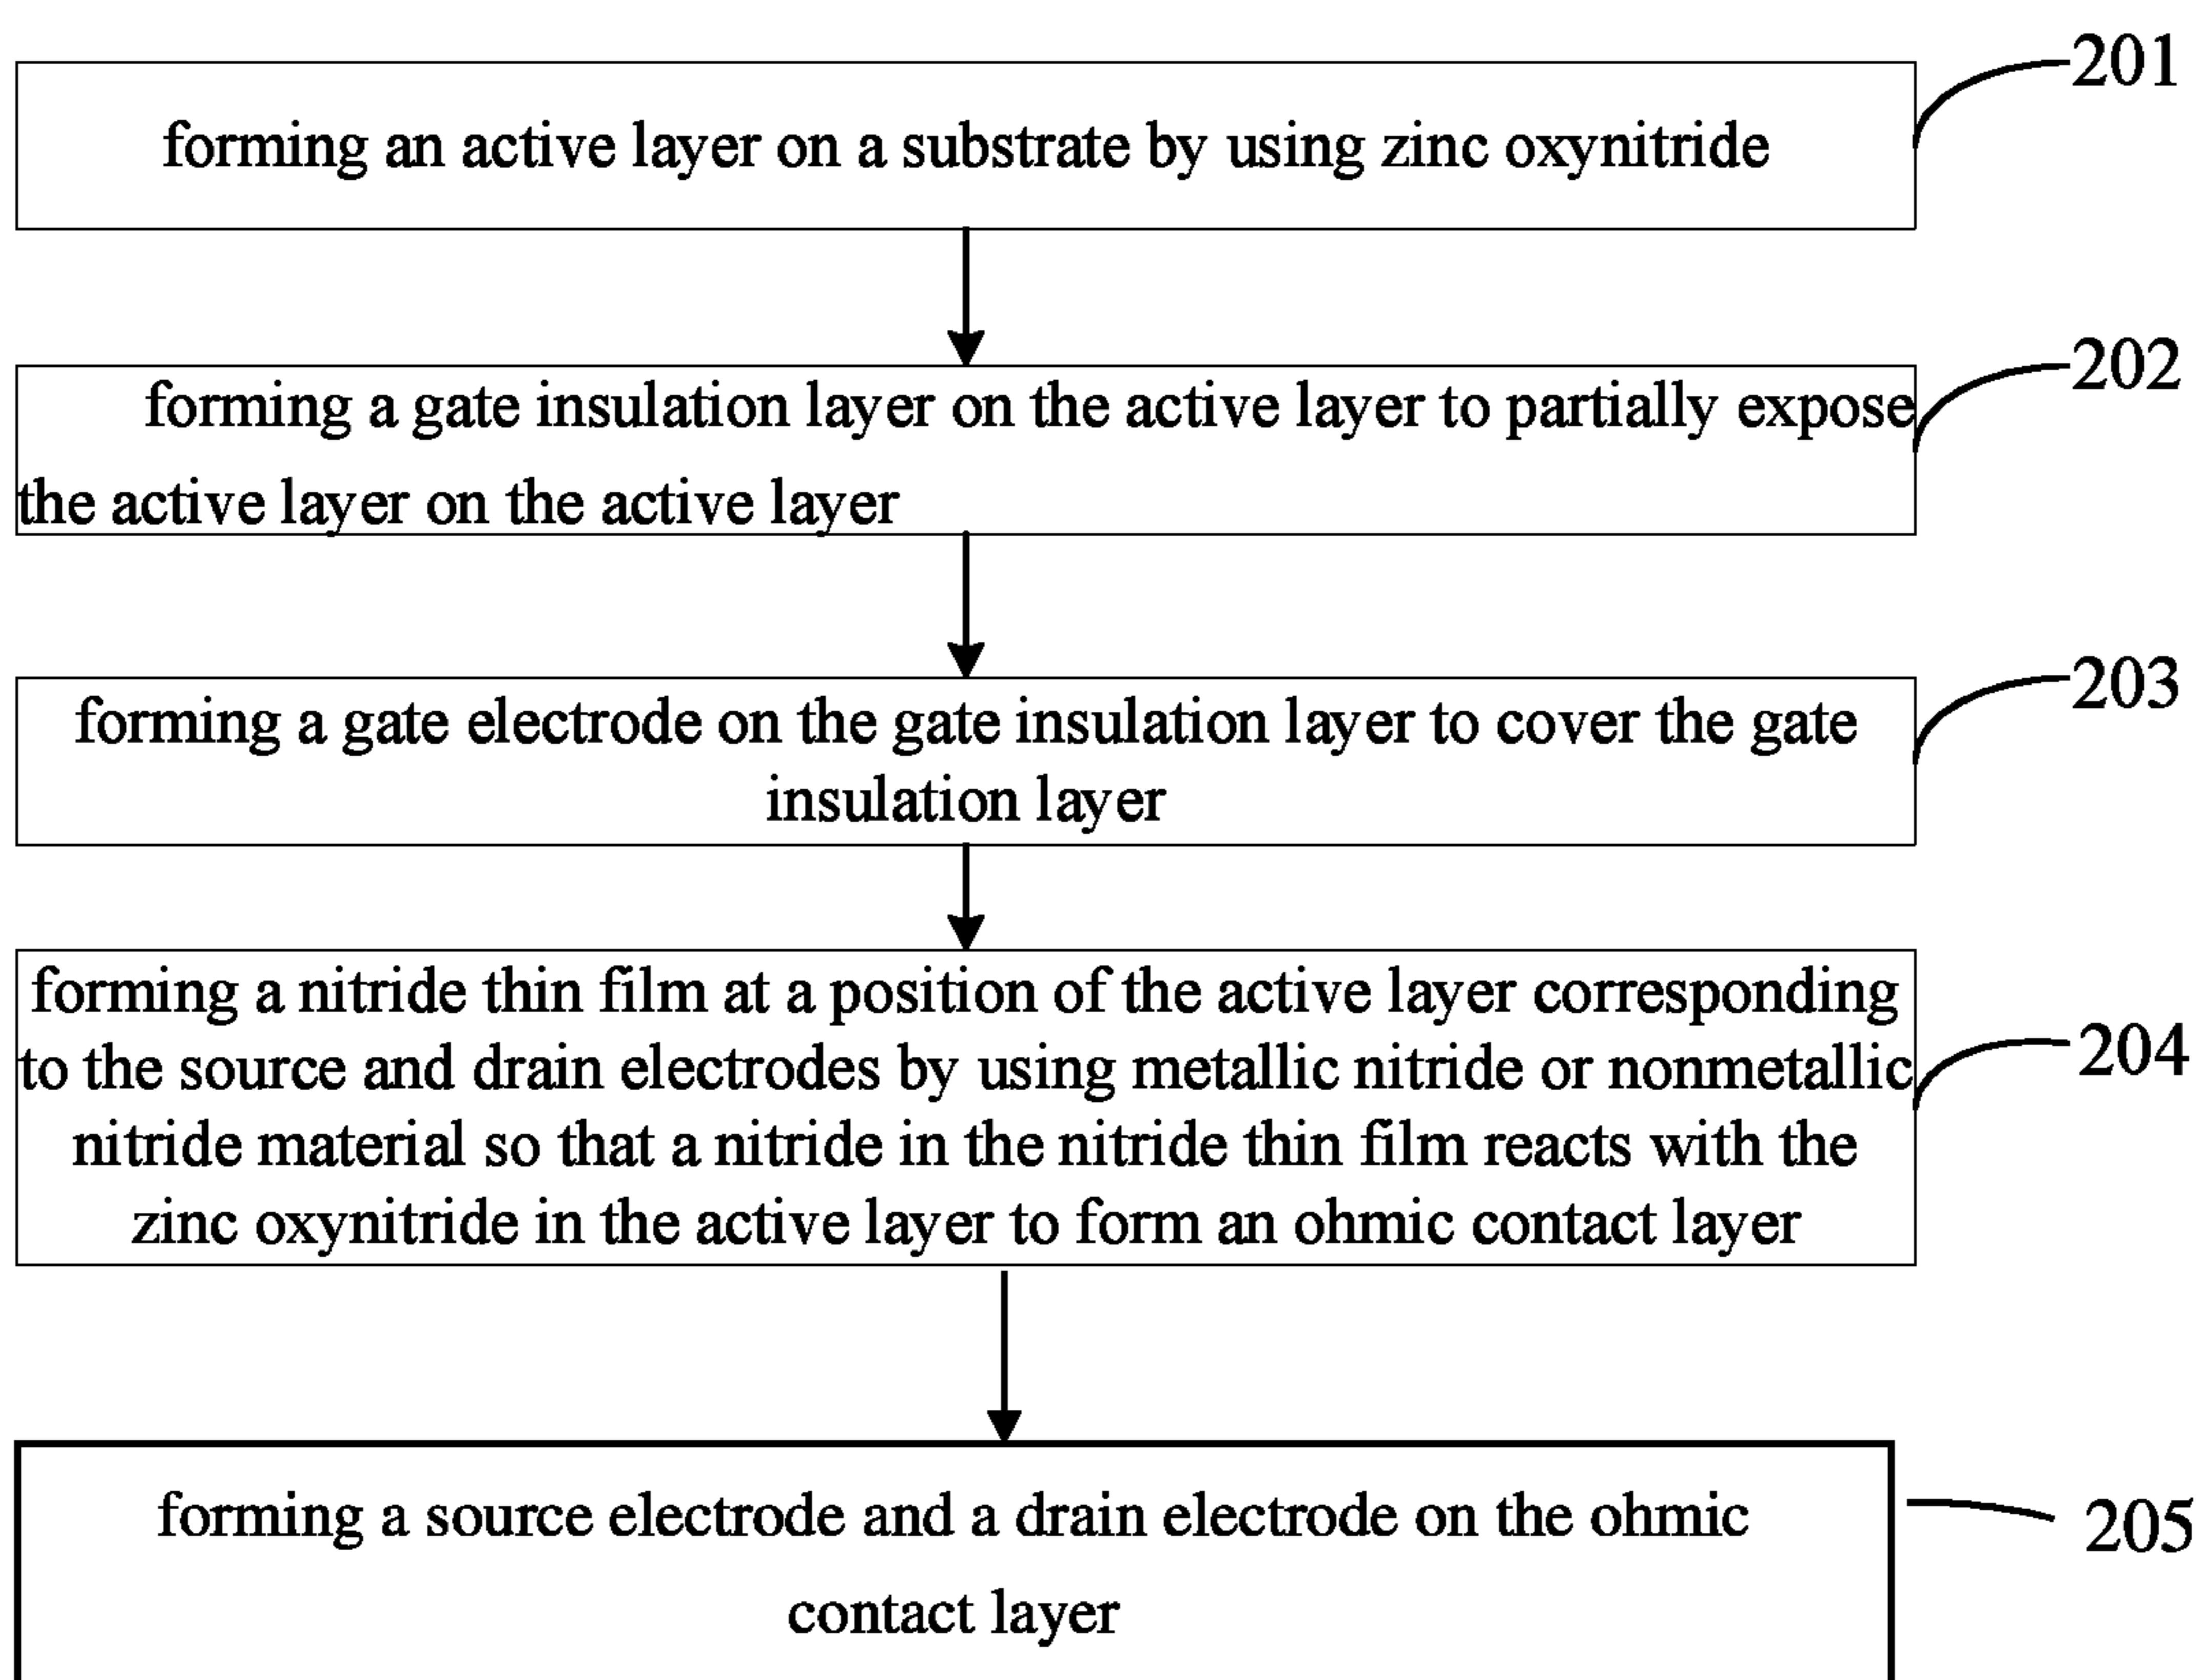 201
forming an active layer on a substrate by using zinc oxynitride
202
forming a gate insulation layer on the active layer to partially expose
the active layer on the active layer
203
forming a gate electrode on the gate insulation layer to cover the gate
insulation layer
forming a nitride thin film at a position of the active layer corresponding
to the source and drain electrodes by using metallic nitride or nonmetallic
nitride material so that a nitride in the nitride thin film reacts with the
zinc oxynitride in the active layer to form an ohmic contact layer
204
forming a source electrode and a drain electrode on the ohmic
contact layer
205